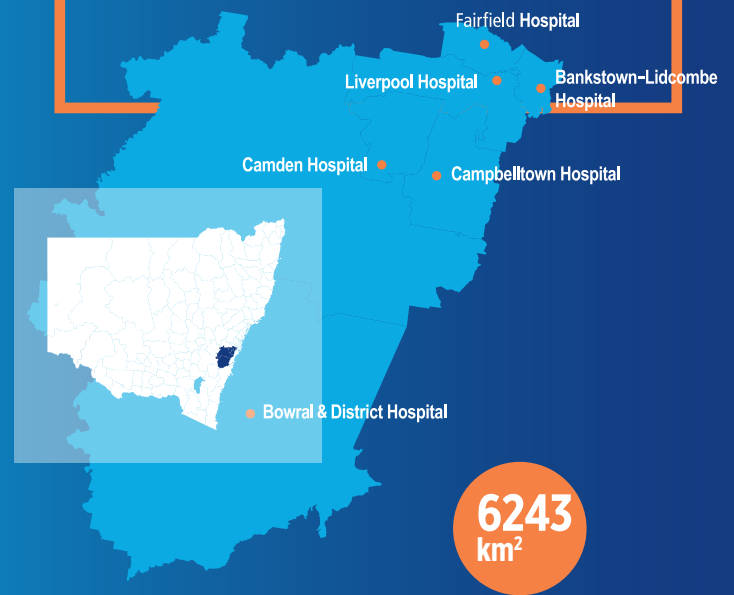 Fairfield Hospital
Liverpool Hospital
Bankstown-Lidcombe
Hospital
Camden Hospital
Campbelltown Hospital
Bowral & District Hospital
6243
km²